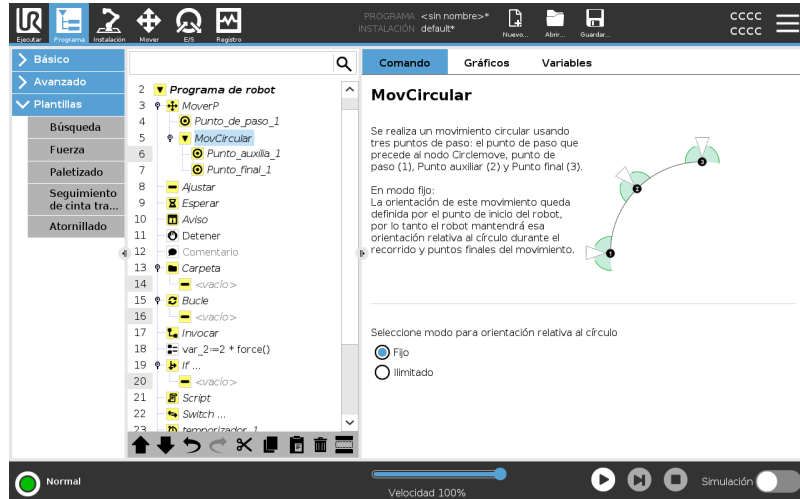 UR
Ejecutar
Programa
Instalación
Mover
E/S
Registro
PROGRAMA <sin nombre>*
INSTALACIÓN default*
Nuevo...
Abrir...
Guardar...
CCCC
CCCC
Básico
Avanzado
Plantillas
Búsqueda
Fuerza
Paletizado
Seguimiento
de cinta tra...
Atornillado
2 Programa de robot
3 MoverP
4 Punto_de_paso_1
5 MovCircular
6 Punto_auxilia_1
7 Punto_final_1
8 Ajustar
9 Esperar
10 Aviso
11 Detener
12 Comentario
13 Carpeta
14 <vacío>
15 Bucle
16 <vacío>
17 Invocar
18 var_2≔2 * force()
19 If ...
20 <vacío>
21 Script
22 Switch ...
23 temporizador_1
Comando Gráficos Variables
MovCircular
Se realiza un movimiento circular usando
tres puntos de paso: el punto de paso que
precede al nodo Circlemove, punto de
paso (1), Punto auxiliar (2) y Punto final (3).
En modo fijo:
La orientación de este movimiento queda
definida por el punto de inicio del robot,
por lo tanto el robot mantendrá esa
orientación relativa al círculo durante el
recorrido y puntos finales del movimiento.
3
2
1
Seleccione modo para orientación relativa al círculo
Fijo
Ilimitado
Normal
Velocidad 100%
Simulación